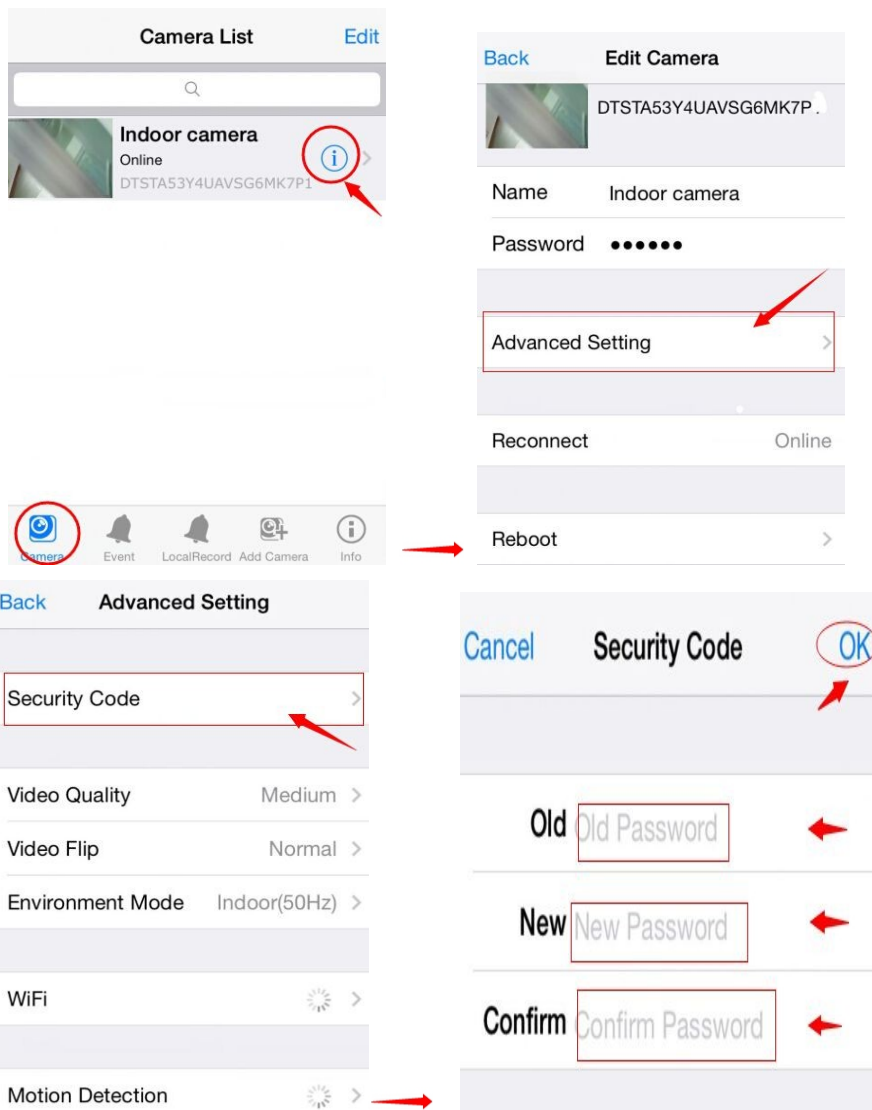 Camera List
Edit
Indoor camera
Online
DTSTA53Y4UAVSG6MK7P1
Camera
Event
LocalRecord
Add Camera
Info
Back
Edit Camera
DTSTA53Y4UAVSG6MK7P
Name
Indoor camera
Password
••••••
Advanced Setting
Reconnect
Online
Reboot
Back
Advanced Setting
Security Code
Video Quality
Medium
Video Flip
Normal
Environment Mode
Indoor(50Hz)
WiFi
Motion Detection
Cancel
Security Code
OK
Old
Old Password
New
New Password
Confirm
Confirm Password